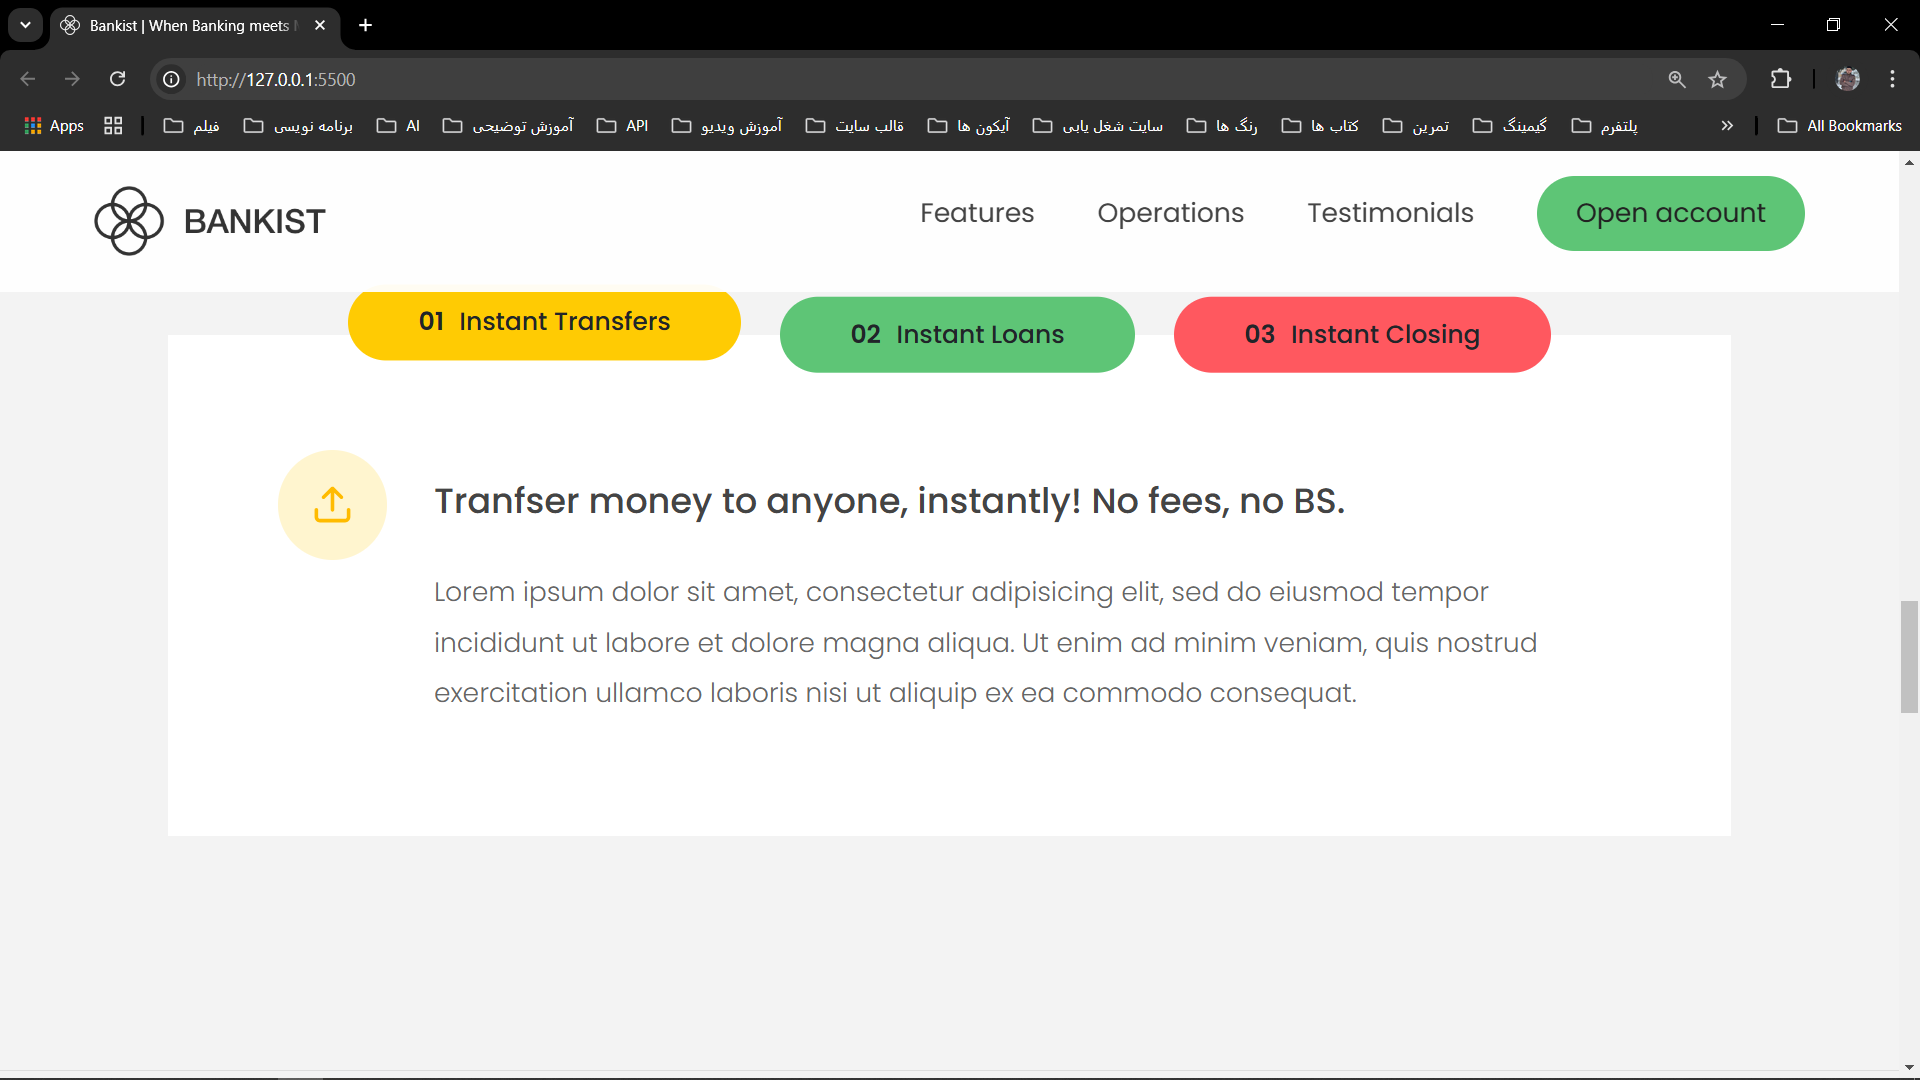 Bankist | When Banking meets
http://127.0.0.1:5500
Apps فیلم برنامه نویسی AI آموزش توضیحی API آموزش ویدیو قالب سایت آیکون ها سایت شغل یابی رنگ ها کتاب ها تمرین گیمینگ پلتفرم » All Bookmarks
BANKIST Features Operations Testimonials Open account
01 Instant Transfers 02 Instant Loans 03 Instant Closing
Tranfser money to anyone, instantly! No fees, no BS.
Lorem ipsum dolor sit amet, consectetur adipisicing elit, sed do eiusmod tempor
incididunt ut labore et dolore magna aliqua. Ut enim ad minim veniam, quis nostrud
exercitation ullamco laboris nisi ut aliquip ex ea commodo consequat.